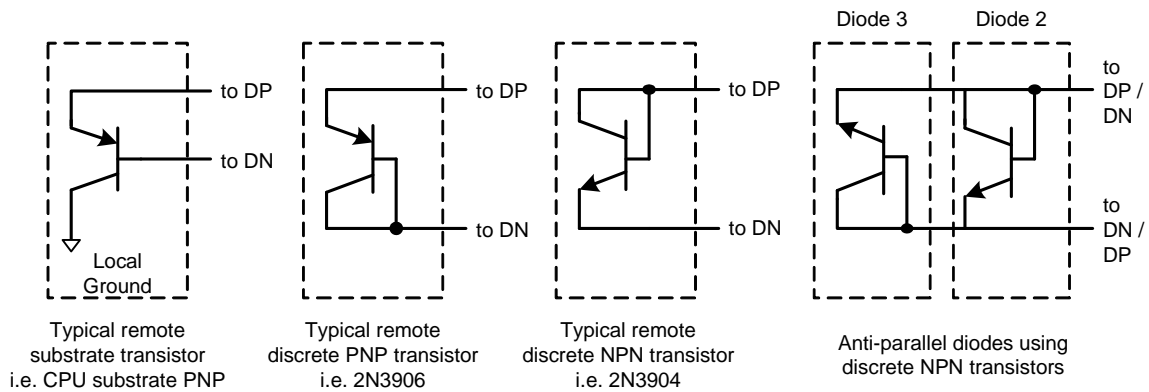 Diode 3
Diode 2
to DP
to DN
Local
Ground
to DP
to DN
to DP
to DN
to
DP /
DN
to
DN /
DP
Typical remote
substrate transistor
i.e. CPU substrate PNP
Typical remote
discrete PNP transistor
i.e. 2N3906
Typical remote
discrete NPN transistor
i.e. 2N3904
Anti-parallel diodes using
discrete NPN transistors